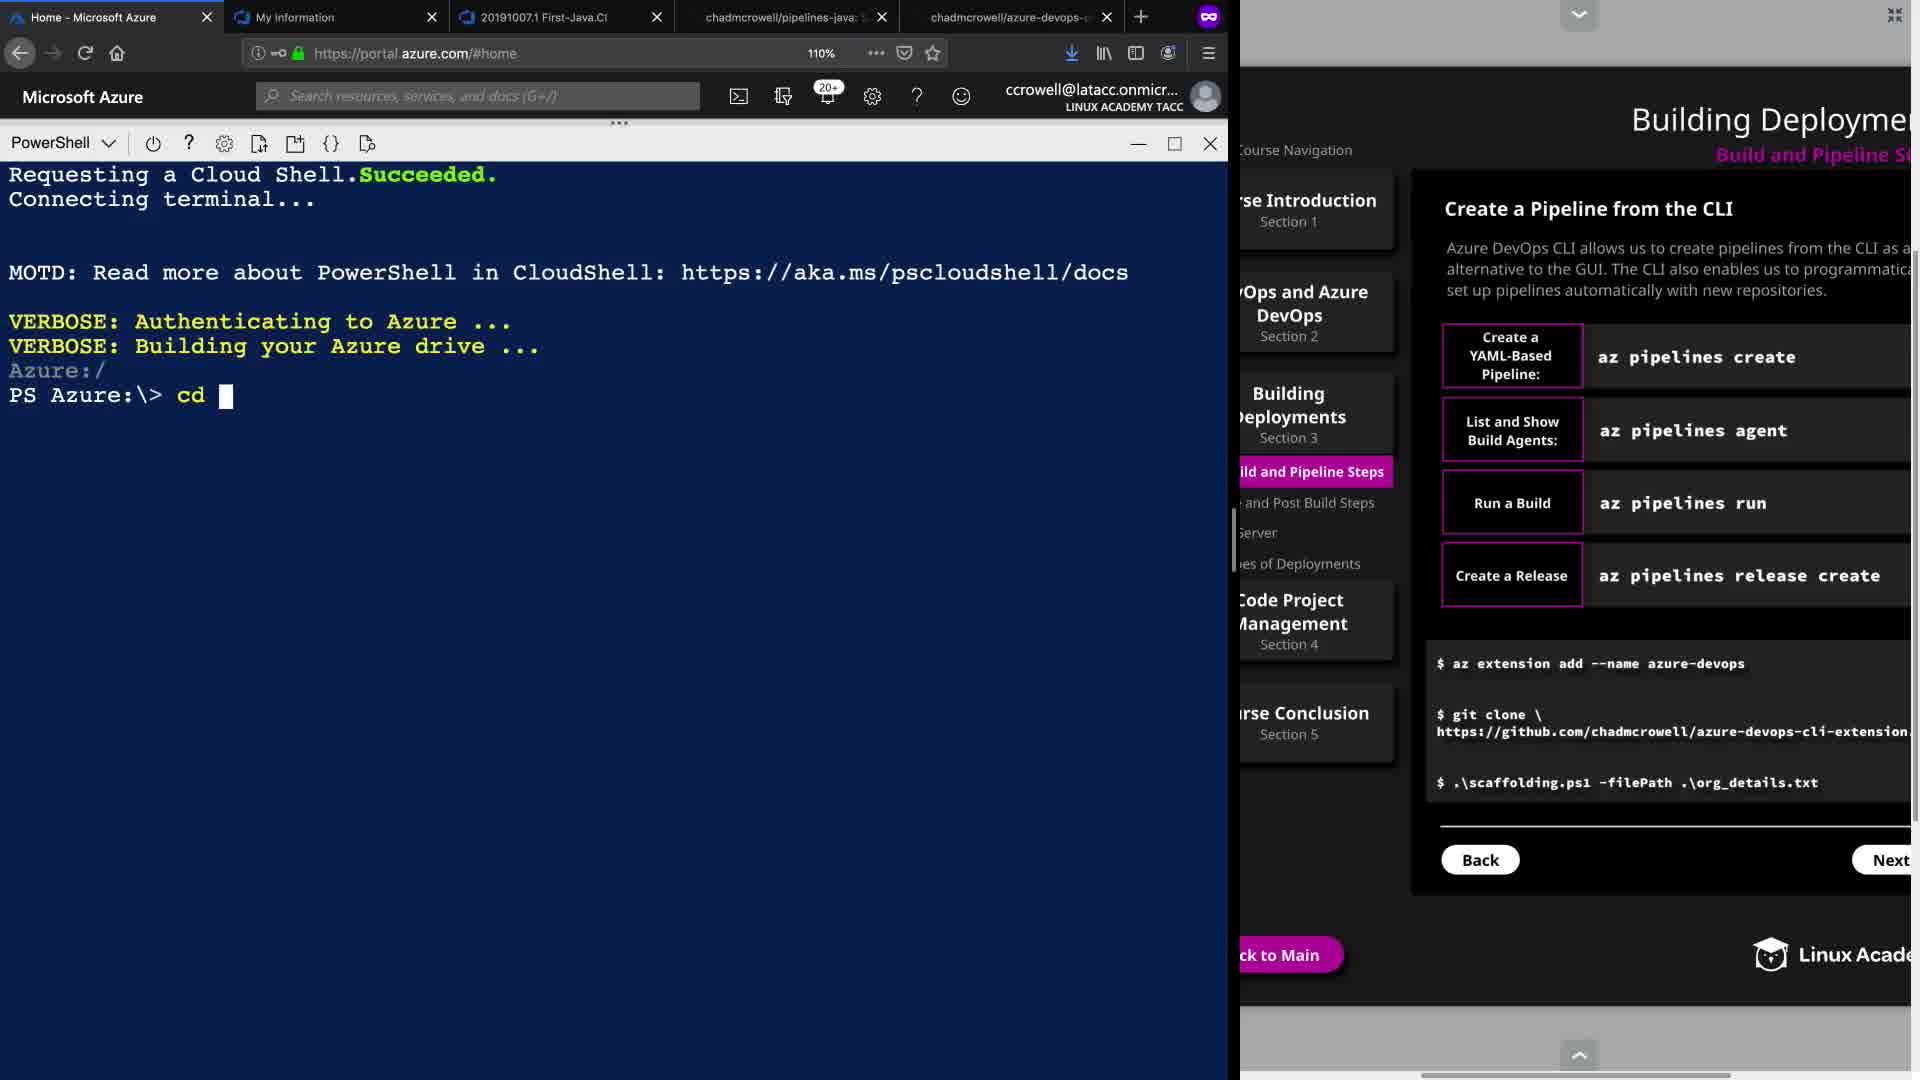 Home - Microsoft Azure
My information
20191007.1 First-Java.CI
chadmcrowell/pipelines-java:
chadmcrowell/azure-devops-
https://portal.azure.com/#home
110%
Microsoft Azure
Search resources, services, and docs (G+/)
20+
ccrowell@latacc.onmicr...
LINUX ACADEMY TACC
PowerShell
Requesting a Cloud Shell.Succeeded.
Connecting terminal...
MOTD: Read more about PowerShell in CloudShell: https://aka.ms/pscloudshell/docs
VERBOSE: Authenticating to Azure ...
VERBOSE: Building your Azure drive ...
Azure:/
PS Azure:\> cd
Course Navigation
rse Introduction
Section 1
vOps and Azure
DevOps
Section 2
Building
Deployments
Section 3
ild and Pipeline Steps
and Post Build Steps
Server
es of Deployments
Code Project
Management
Section 4
rse Conclusion
Section 5
ck to Main
Building Deployme
Build and Pipeline S
Create a Pipeline from the CLI
Azure DevOps CLI allows us to create pipelines from the CLI as a
alternative to the GUI. The CLI also enables us to programmatica
set up pipelines automatically with new repositories.
Create a
YAML-Based
Pipeline:
az pipelines create
List and Show
Build Agents:
az pipelines agent
Run a Build
az pipelines run
Create a Release
az pipelines release create
$ az extension add --name azure-devops
$ git clone \
https://github.com/chadmcrowell/azure-devops-cli-extension.
$ .\scaffolding.ps1 -filePath .\org_details.txt
Back
Next
Linux Acade